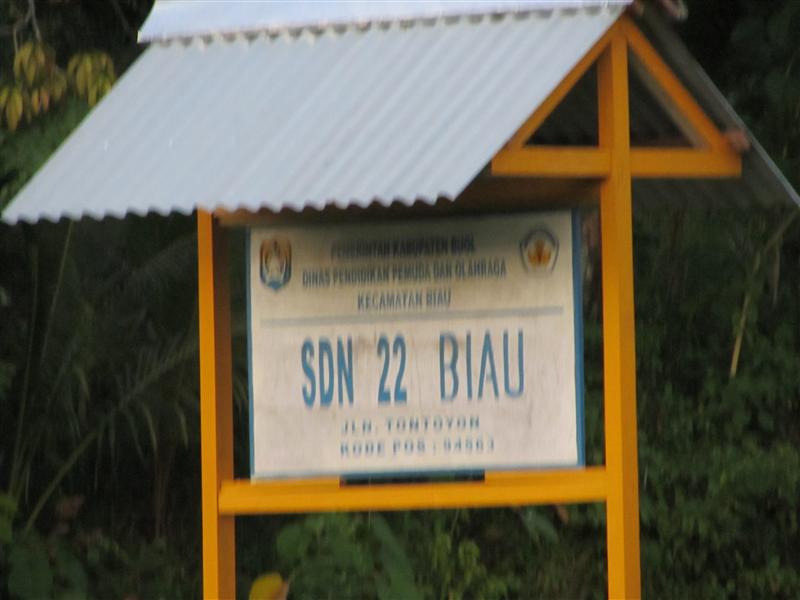 PEMERINTAH KABUPATEN BUOL
DINAS PENDIDIKAN PEMUDA DAN OLAHRAGA
KECAMATAN BIAU
SDN 22 BIAU
JLN. TONTOYON
KODE POS : 94563